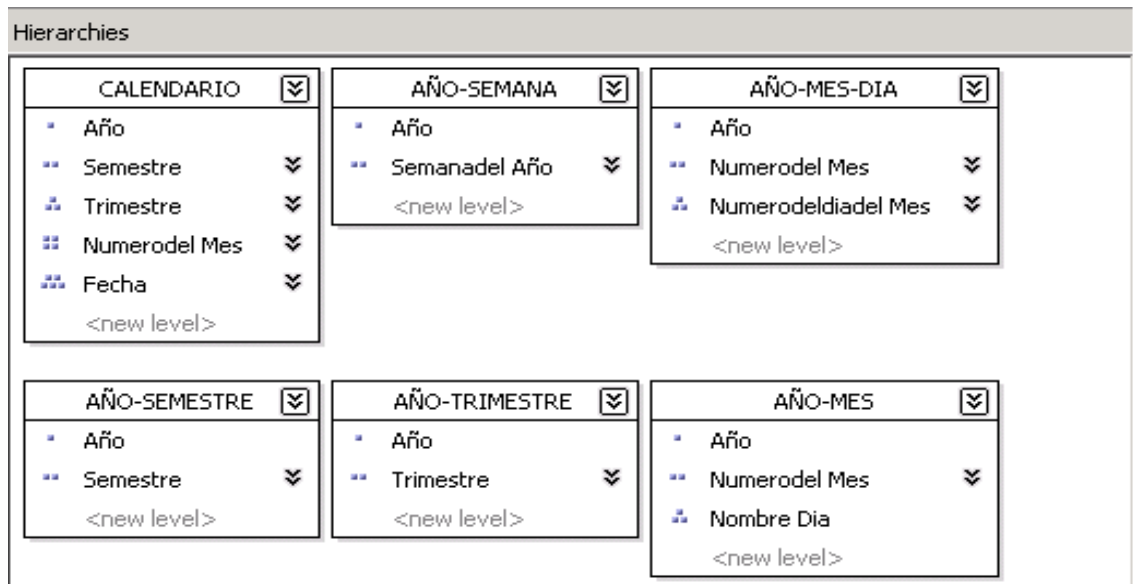 Hierarchies
CALENDARIO
Año
Semestre
Trimestre
Numerodel Mes
Fecha
<new level>
AÑO-SEMANA
Año
Semanadel Año
<new level>
AÑO-MES-DIA
Año
Numerodel Mes
Numerodeldiadel Mes
<new level>
AÑO-SEMESTRE
Año
Semestre
<new level>
AÑO-TRIMESTRE
Año
Trimestre
<new level>
AÑO-MES
Año
Numerodel Mes
Nombre Dia
<new level>